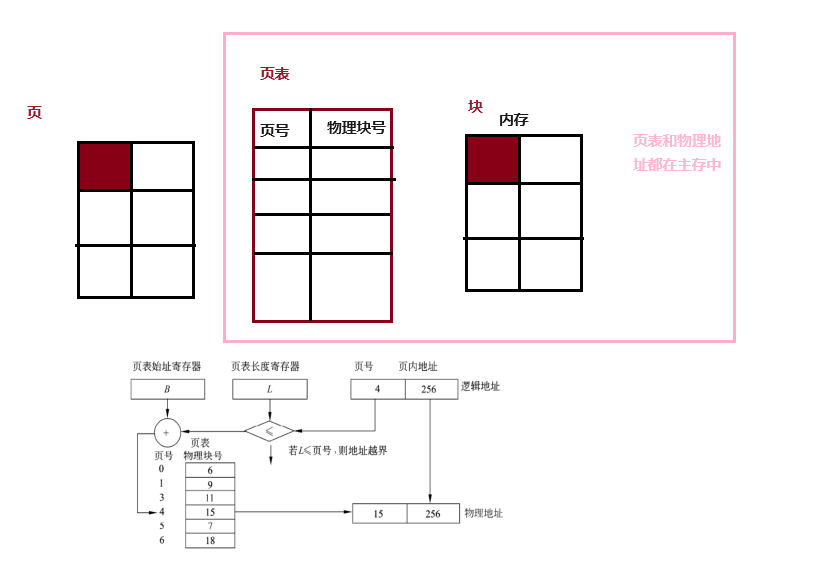 页
页表
页号 物理块号
块
内存
页表和物理地
址都在主存中
页表始址寄存器 页表长度寄存器 页号 页内地址
B L 4 256 逻辑地址
+ ≤
若L≤页号,则地址越界
页表
页号 物理块号
0 6
1 9
3 11
4 15
15 256 物理地址
5 7
6 18